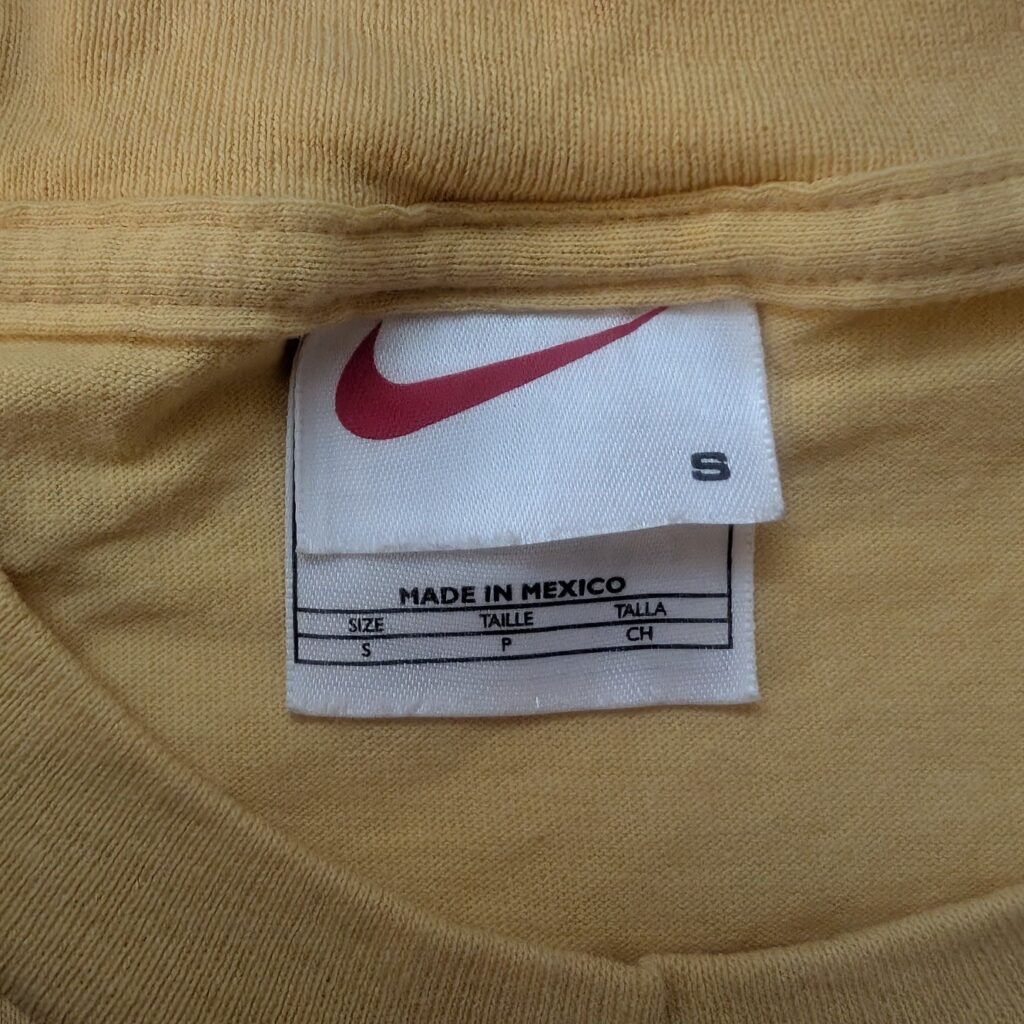 S
MADE IN MEXICO
SIZE TAILLE TALLA
S P CH